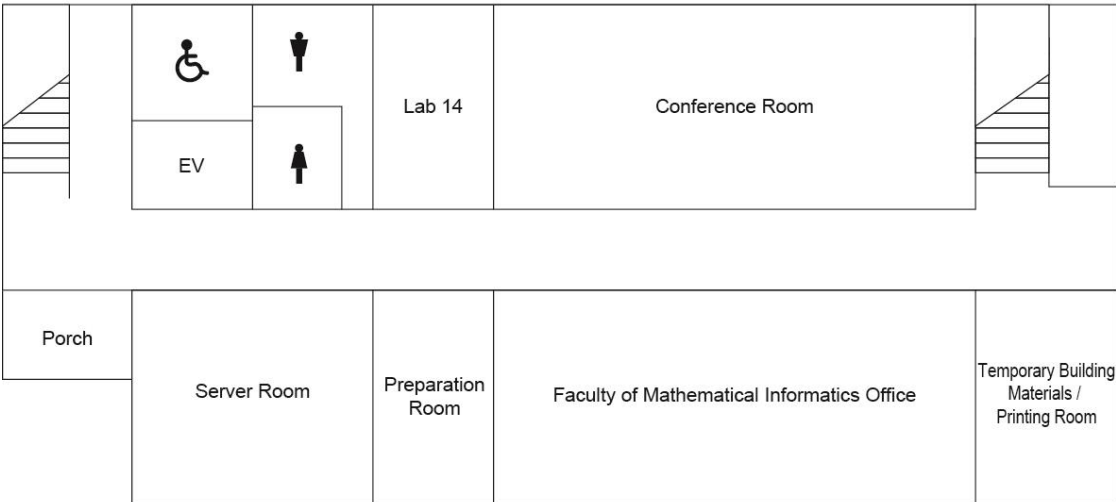 Lab 14
Conference Room
EV
Porch
Server Room
Preparation
Room
Faculty of Mathematical Informatics Office
Temporary Building
Materials /
Printing Room